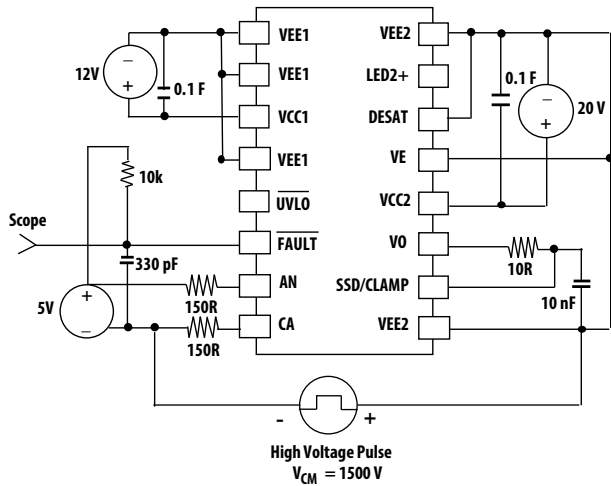 VEE1
VEE2
12V
0.1 F
VEE1
LED2+
0.1 F
20 V
VCC1
DESAT
VEE1
VE
10k
UVLO
VCC2
Scope
FAULT
VO
10R
330 pF
AN
SSD/CLAMP
10 nF
5V
150R
CA
VEE2
150R
- +
High Voltage Pulse
VCM = 1500 V